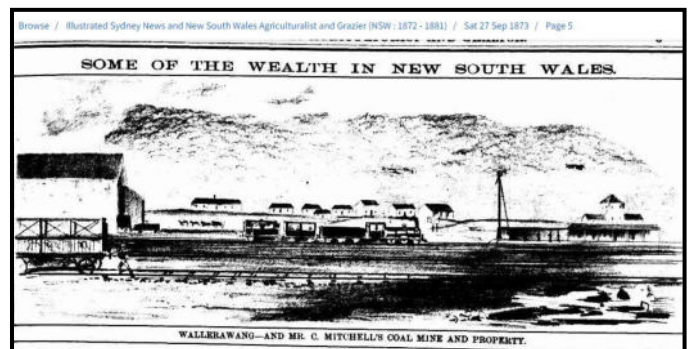 Browse / Illustrated Sydney News and New South Wales Agriculturalist and Grazier (NSW : 1872 - 1881) / Sat 27 Sep 1873 / Page 5
SOME OF THE WEALTH IN NEW SOUTH WALES.
WALLERAWANG—AND MR. C. MITCHELL'S COAL MINE AND PROPERTY.